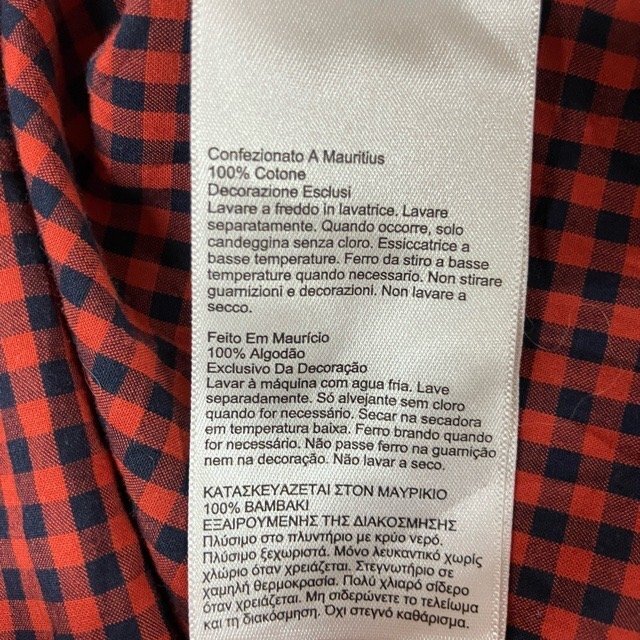 Confezionato A Mauritius
100% Cotone
Decorazione Esclusi
Lavare a freddo in lavatrice. Lavare
separatamente. Quando occorre, solo
candeggina senza cloro. Essiccatrice a
basse temperature. Ferro da stiro a basse
temperature quando necessario. Non stirare
guarnizioni e decorazioni. Non lavare a
secco.
Feito Em Maurício
100% Algodão
Exclusivo Da Decoração
Lavar à máquina com agua fria. Lave
separadamente. Só alvejante sem cloro
quando for necessário. Secar na secadora
em temperatura baixa. Ferro brando quando
for necessário. Não passe ferro na guarnição
nem na decoração. Não lavar a seco.
ΚΑΤΑΣΚΕΥΑΖΕΤΑΙ ΣΤΟΝ ΜΑΥΡΙΚΙΟ
100% ΒΑΜΒΑΚΙ
ΕΞΑΙΡΟΥΜΕΝΗΣ ΤΗΣ ΔΙΑΚΟΣΜΗΣΗΣ
Πλύσιμο στο πλυντήριο με κρύο νερό.
Πλύσιμο ξεχωριστά. Μόνο λευκαντικό χωρίς
χλώριο όταν χρειάζεται. Στεγνωτήριο σε
χαμηλή θερμοκρασία. Πολύ χλιαρό σίδερο
όταν χρειάζεται. Μη σιδερώνετε το τελείωμα
και τη διακόσμηση. Όχι στεγνό καθάρισμα.